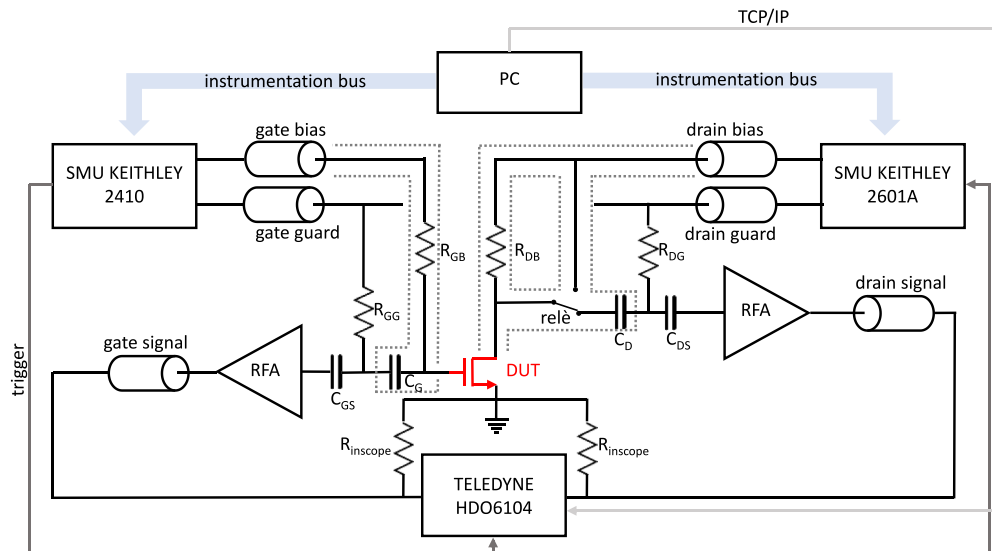 TCP/IP
PC
instrumentation bus
instrumentation bus
gate bias
drain bias
SMU KEITHLEY
2410
SMU KEITHLEY
2601A
gate guard
drain guard
RGB
RDB
RDG
drain signal
RGG
relè
RFA
gate signal
CD
CDS
trigger
RFA
CGS
CG
DUT
Rinscope
Rinscope
TELEDYNE
HDO6104